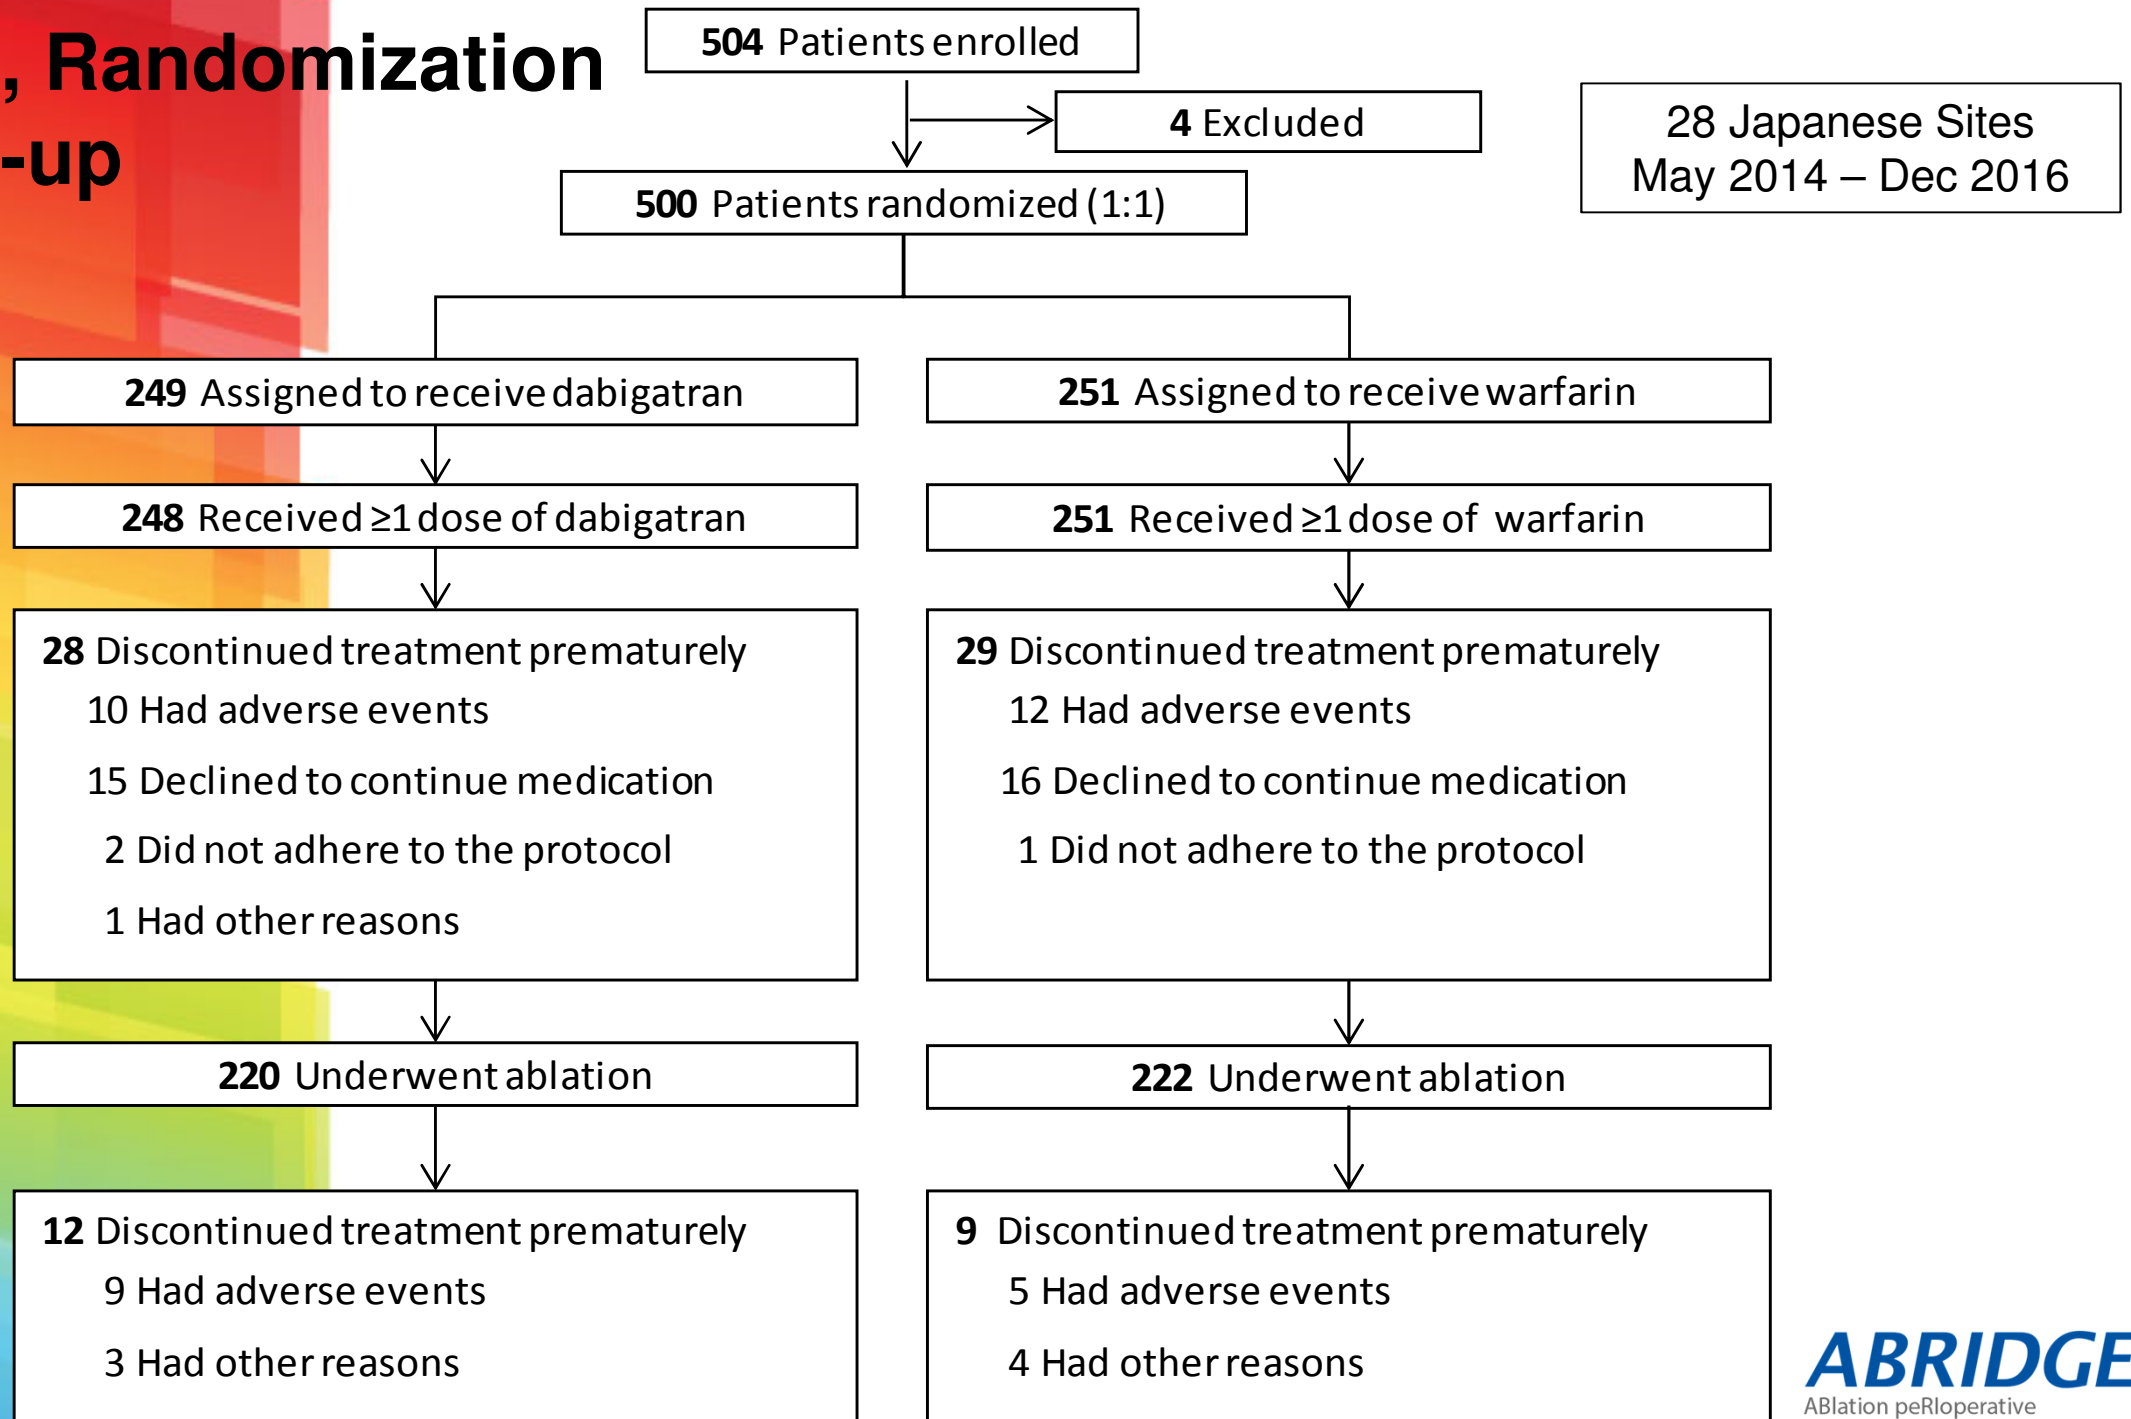 , Randomization
-up
504 Patients enrolled
4 Excluded
28 Japanese Sites
May 2014 – Dec 2016
500 Patients randomized (1:1)
249 Assigned to receive dabigatran
248 Received ≥1 dose of dabigatran
28 Discontinued treatment prematurely
10 Had adverse events
15 Declined to continue medication
2 Did not adhere to the protocol
1 Had other reasons
220 Underwent ablation
12 Discontinued treatment prematurely
9 Had adverse events
3 Had other reasons
251 Assigned to receive warfarin
251 Received ≥1 dose of warfarin
29 Discontinued treatment prematurely
12 Had adverse events
16 Declined to continue medication
1 Did not adhere to the protocol
222 Underwent ablation
9 Discontinued treatment prematurely
5 Had adverse events
4 Had other reasons
ABRIDGE
ABlation peRIoperative